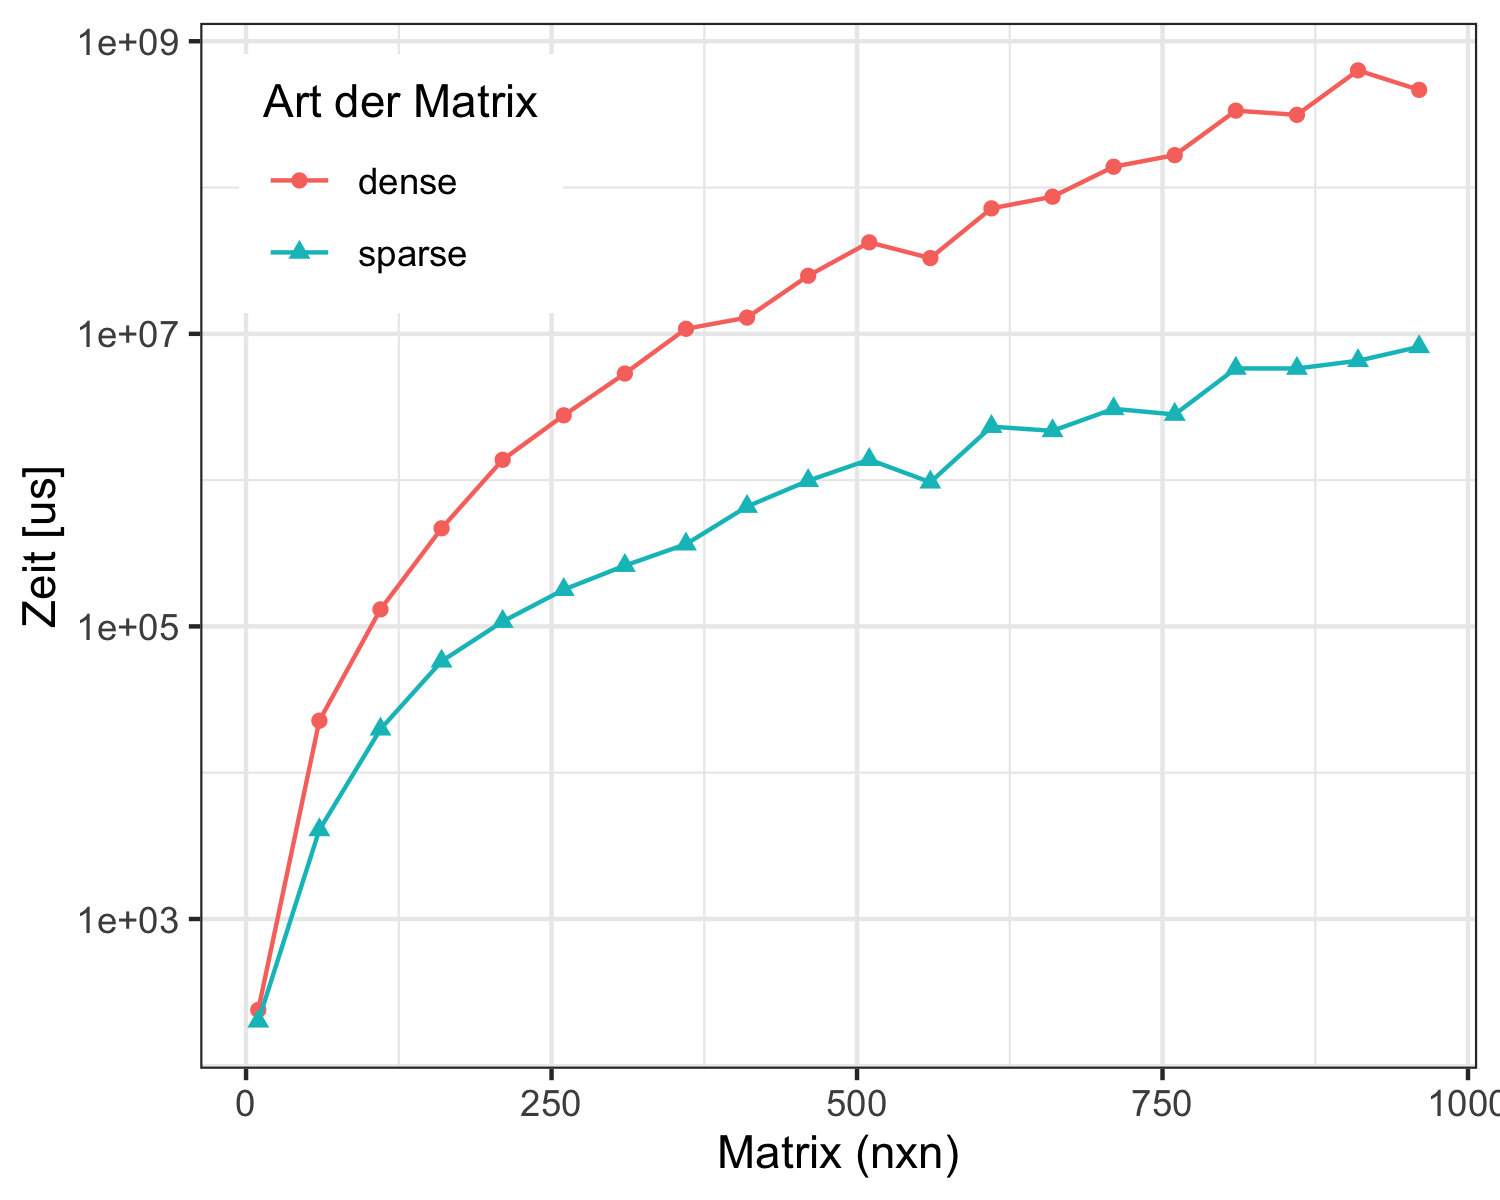 1e+09
1e+07
1e+05
1e+03
Zeit [us]
Art der Matrix
dense
sparse
0
250
500
750
1000
Matrix (nxn)